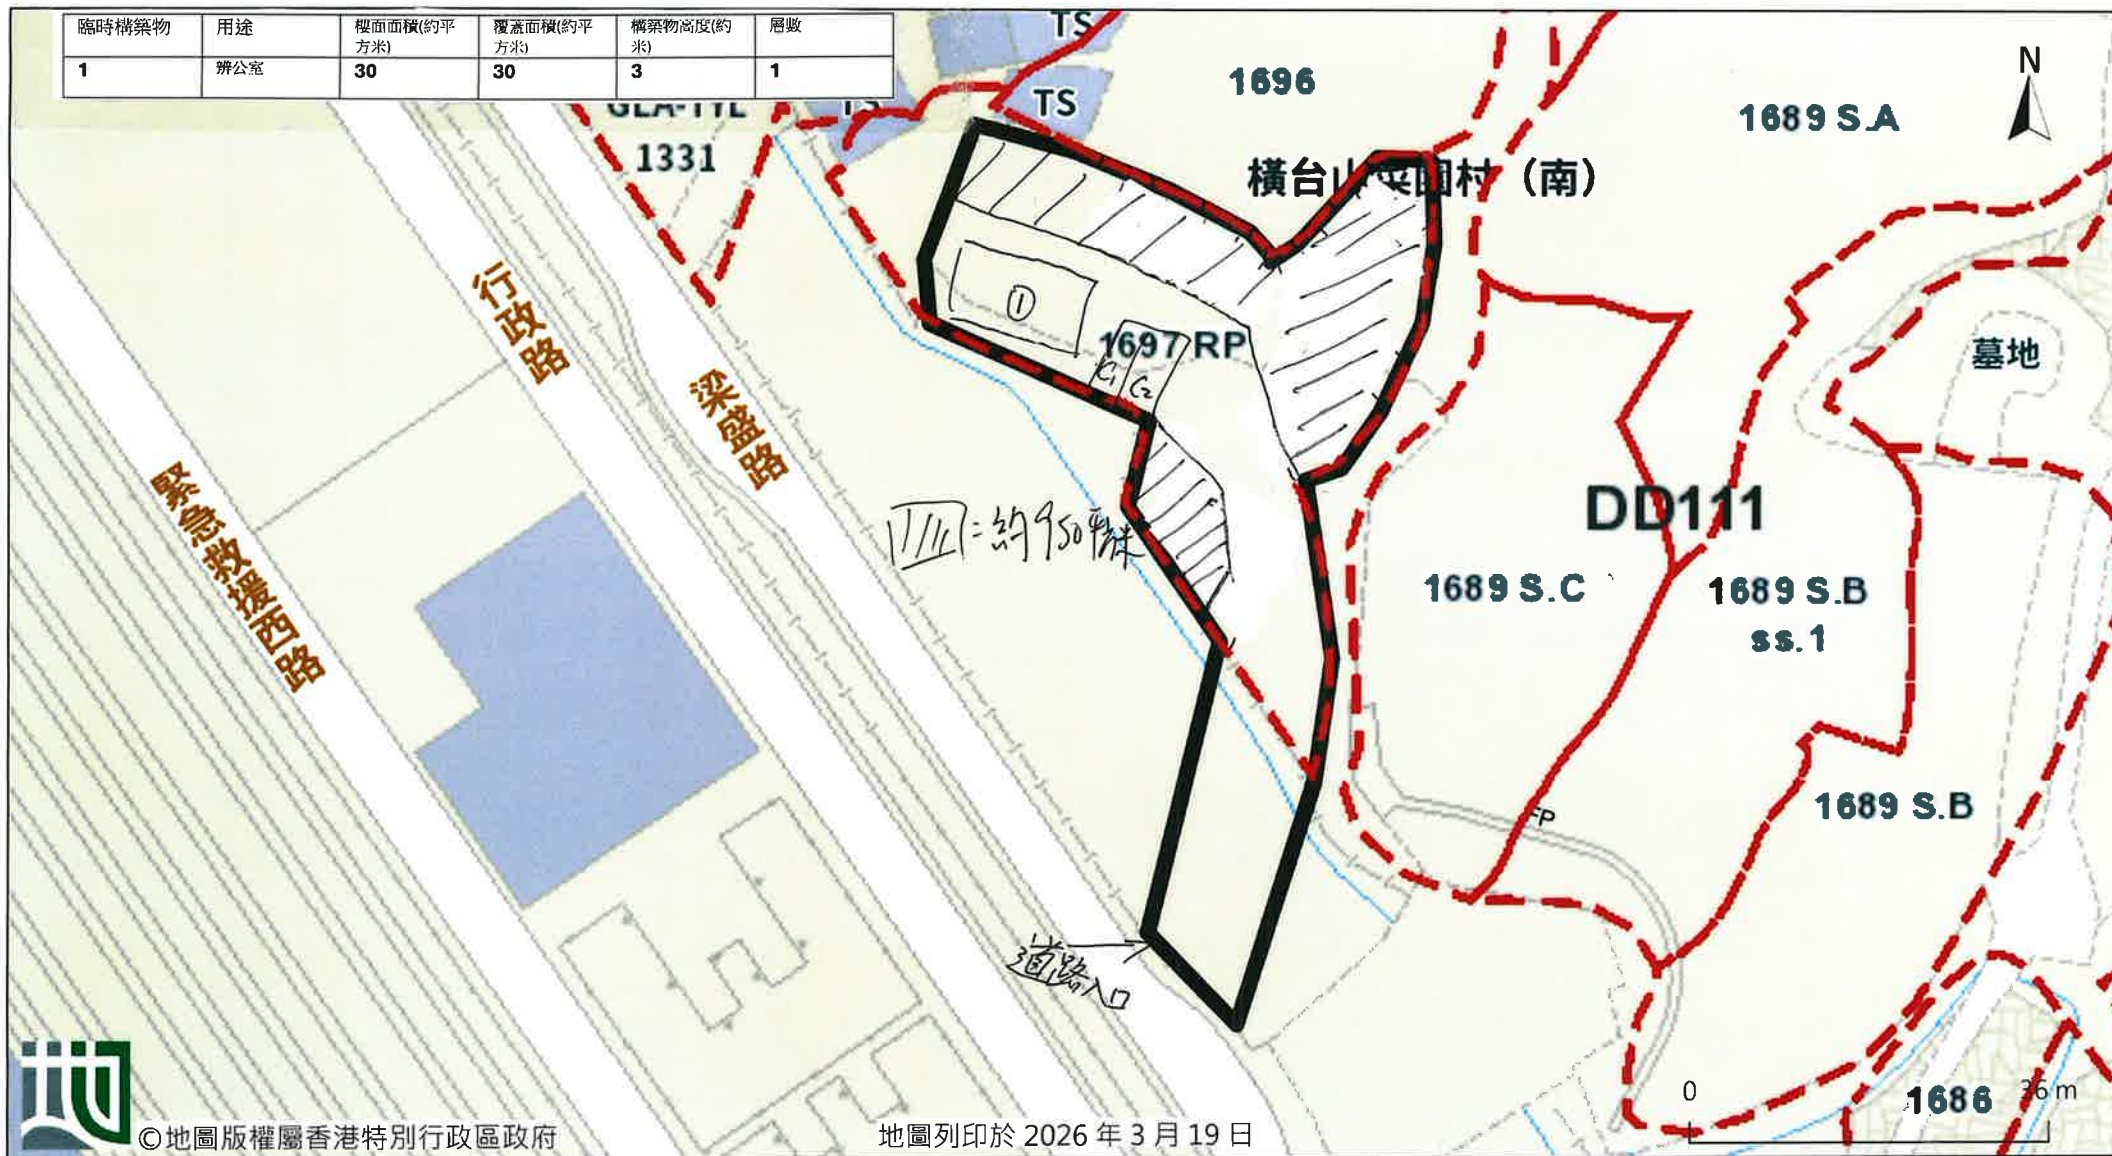 臨時構築物 用途 樓面面積(約平方米) 覆蓋面積(約平方米) 構築物高度(約米) 層數
1 辨公室 30 30 3 1
TS
TS
TS
GLA-TYL
1331
1696
1689 S.A
N
橫台山菜園村（南）
行政路
梁盛路
緊急救援西路
①
1697 RP
C1
C2
墓地
DD111
=約950平方米
1689 S.C
1689 S.B
ss.1
1689 S.B
FP
道路入口
1686
0 36 m
©地圖版權屬香港特別行政區政府
地圖列印於 2026 年 3 月 19 日